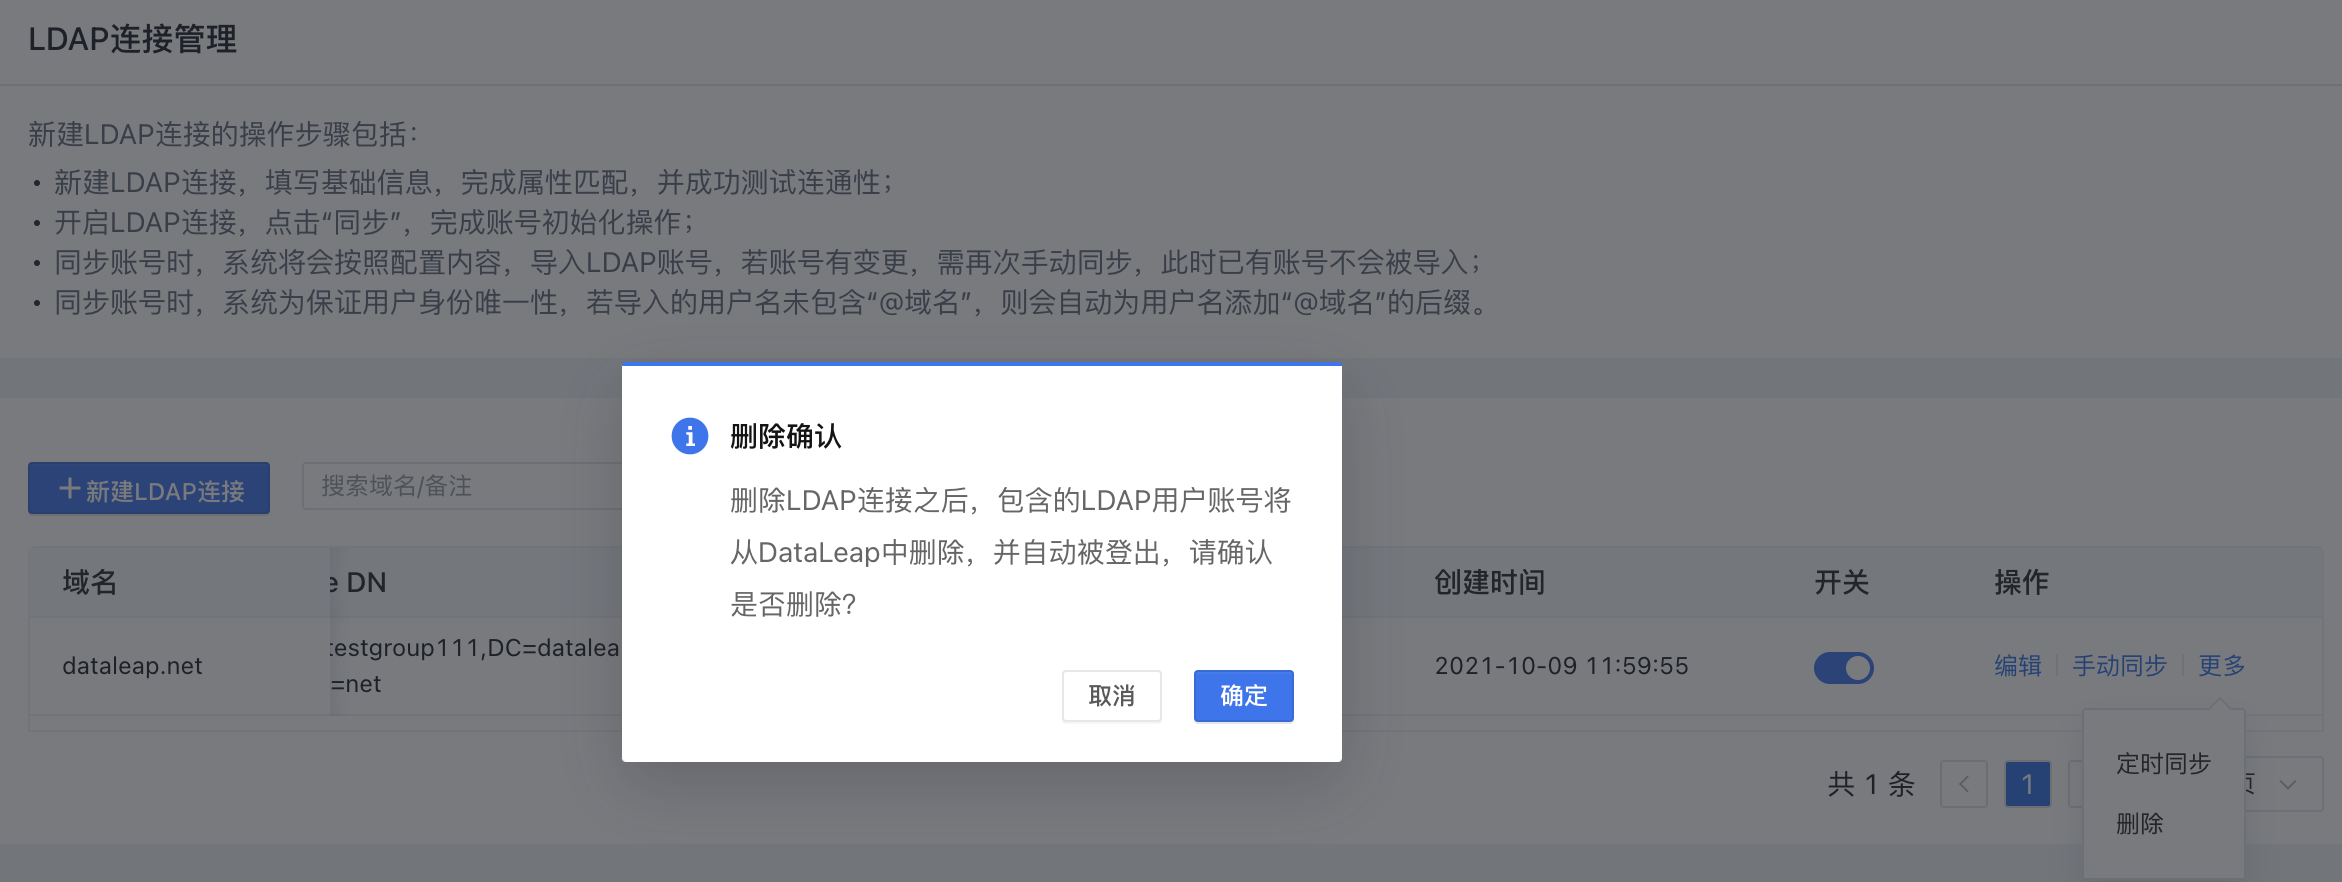 LDAP连接管理
新建LDAP连接的操作步骤包括：
• 新建LDAP连接，填写基础信息，完成属性匹配，并成功测试连通性；
• 开启LDAP连接，点击“同步”，完成账号初始化操作；
• 同步账号时，系统将会按照配置内容，导入LDAP账号，若账号有变更，需再次手动同步，此时已有账号不会被导入；
• 同步账号时，系统为保证用户身份唯一性，若导入的用户名未包含“@域名”，则会自动为用户名添加“@域名”的后缀。
删除确认
删除LDAP连接之后，包含的LDAP用户账号将
从DataLeap中删除，并自动被登出，请确认
是否删除？
取消 确定
新建LDAP连接 搜索域名/备注
域名 e DN 创建时间 开关 操作
dataleap.net testgroup111,DC=datalea 2021-10-09 11:59:55 编辑 手动同步 更多
=net
定时同步
删除
共 1 条 1 页